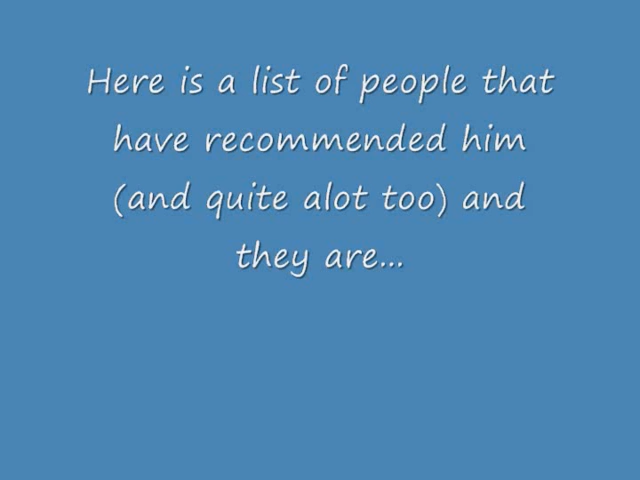 Here is a list of people that
have recommended him
(and quite alot too) and
they are...